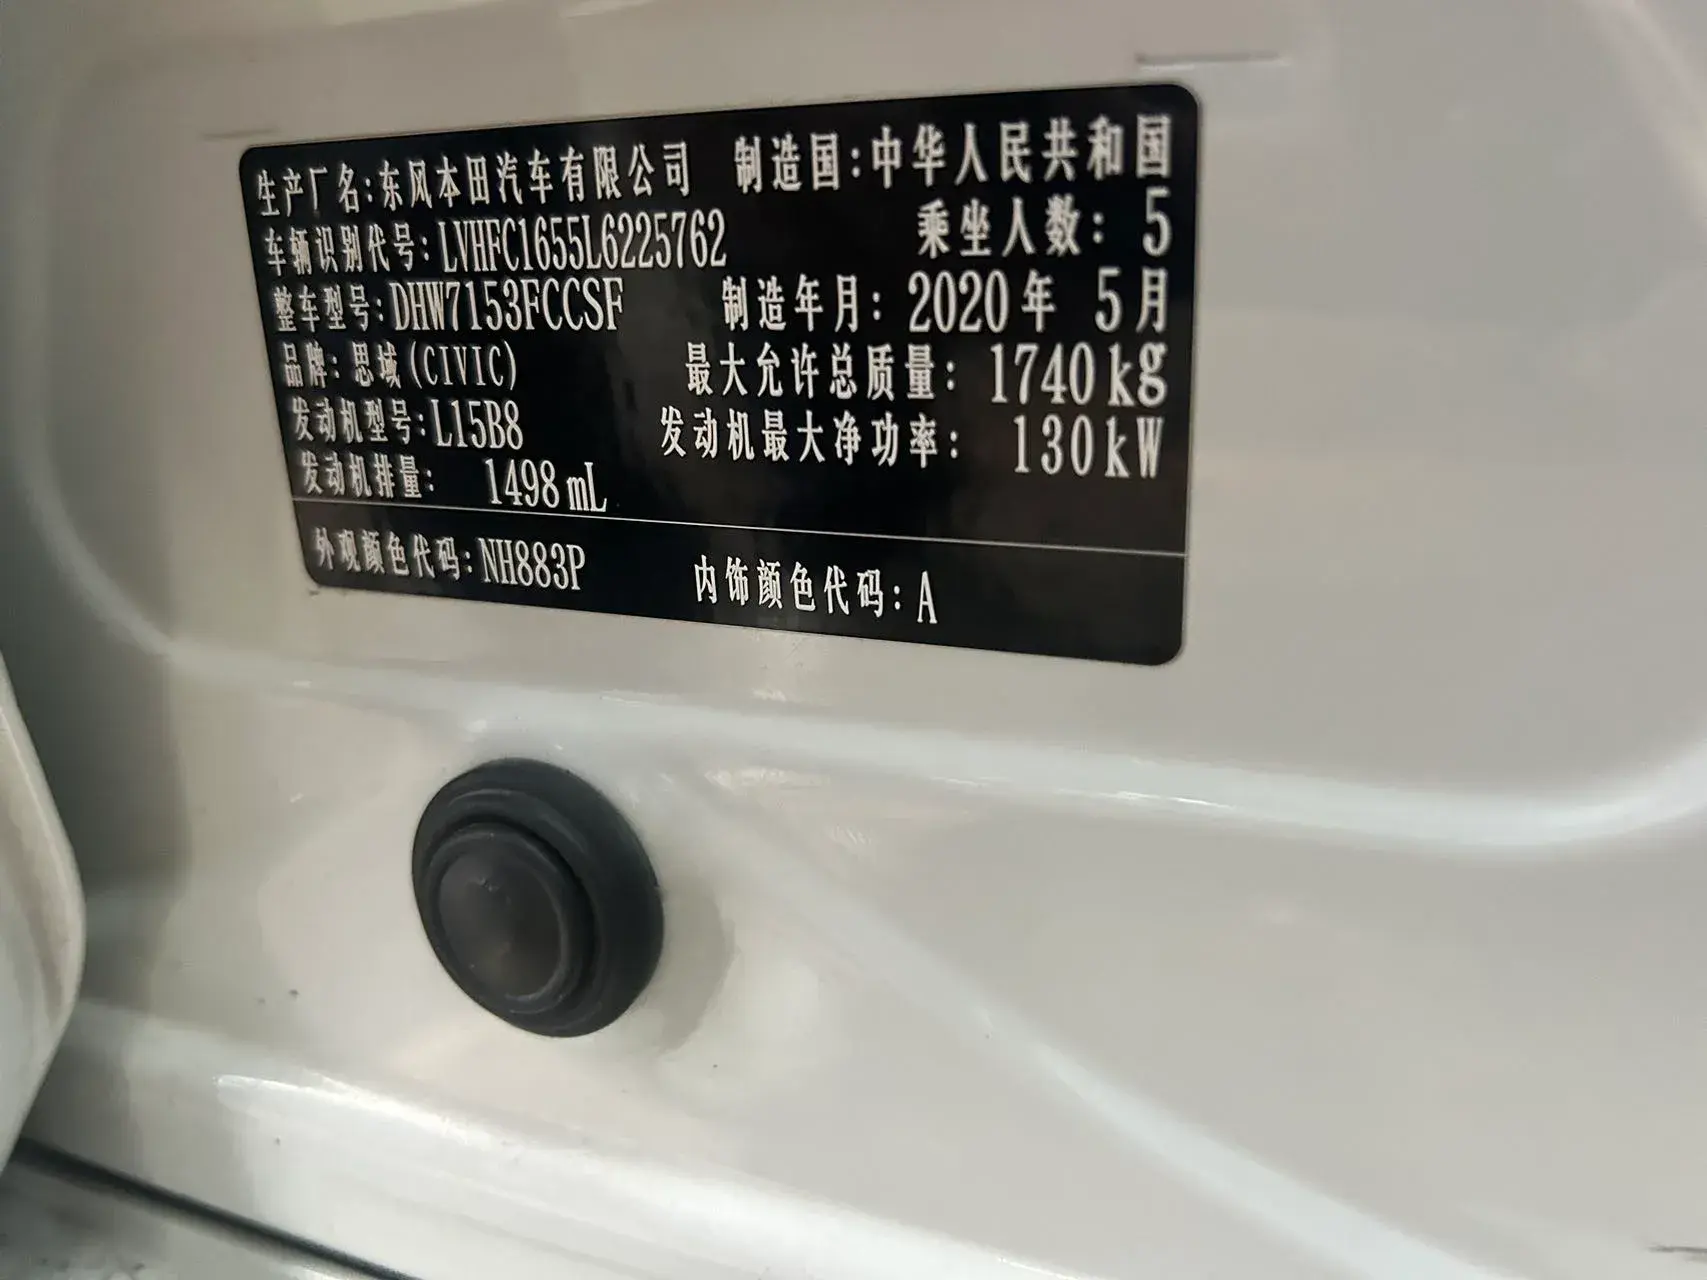 生产厂名:东风本田汽车有限公司 制造国:中华人民共和国
车辆识别代号:LVHFC1655L6225762 乘坐人数: 5
整车型号:DHW7153FCCSF 制造年月: 2020年 5月
品牌: 思域(CIVIC) 最大允许总质量: 1740kg
发动机型号:L15B8 发动机最大净功率: 130kW
发动机排量: 1498mL
外观颜色代码:NH883P 内饰颜色代码:A